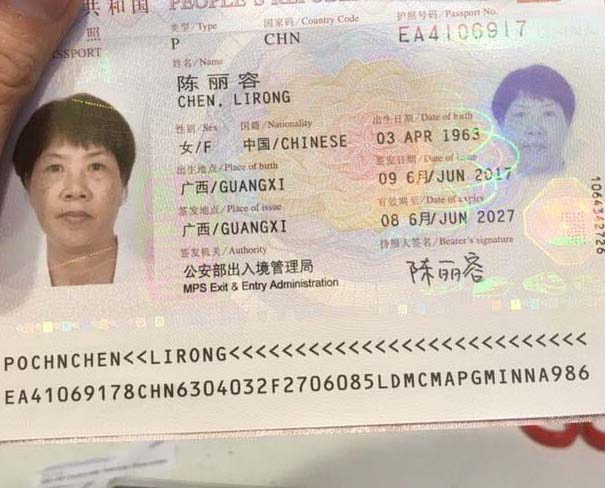 共和国 PEOPLE'S REPUBLIC
照 类型/Type 国家码/Country Code 护照号码/Passport No.
PASSPORT P CHN EA4106917
姓名/Name
陈丽容
CHEN, LIRONG
性别/Sex 国籍/Nationality 出生日期/Date of birth
女/F 中国/CHINESE 03 APR 1963
出生地点/Place of birth 签发日期/Date of issue
广西/GUANGXI 09 6月/JUN 2017
签发地点/Place of issue 有效期至/Date of expiry
广西/GUANGXI 08 6月/JUN 2027
签发机关/Authority 持照人签名/Bearer's signature
公安部出入境管理局 陈丽容
MPS Exit & Entry Administration
1064342726
POCHNCHEN<<LIRONG<<<<<<<<<<<<<<<<<<<<<<<<<<<
EA41069178CHN6304032F2706085LDMCMAPGMINNA986